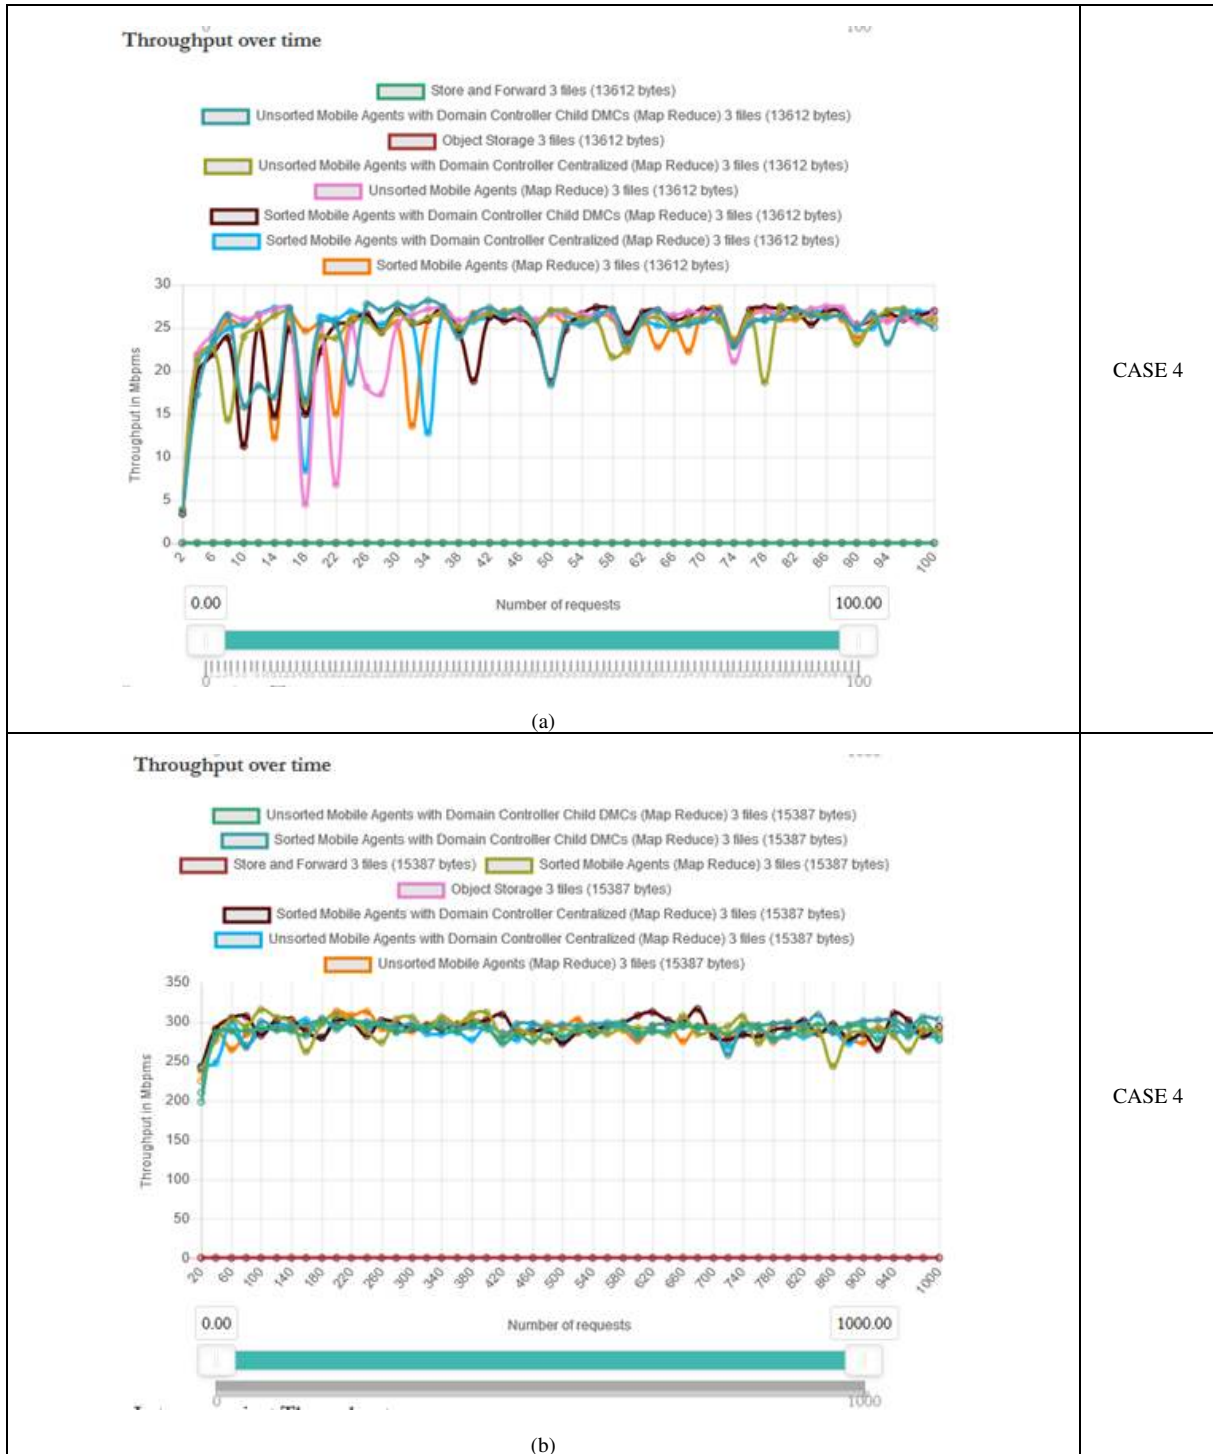 Throughput over time
Store and Forward 3 files (13612 bytes)
Unsorted Mobile Agents with Domain Controller Child DMCs (Map Reduce) 3 files (13612 bytes)
Object Storage 3 files (13612 bytes)
Unsorted Mobile Agents with Domain Controller Centralized (Map Reduce) 3 files (13612 bytes)
Unsorted Mobile Agents (Map Reduce) 3 files (13612 bytes)
Sorted Mobile Agents with Domain Controller Child DMCs (Map Reduce) 3 files (13612 bytes)
Sorted Mobile Agents with Domain Controller Centralized (Map Reduce) 3 files (13612 bytes)
Sorted Mobile Agents (Map Reduce) 3 files (13612 bytes)
30
25
20
15
10
5
0
Throughput in Mbpms
2 6 10 14 18 22 26 30 34 38 42 46 50 54 58 62 66 70 74 78 82 86 90 94 100
0.00 Number of requests 100.00
0 100
(a)
CASE 4
Throughput over time
Unsorted Mobile Agents with Domain Controller Child DMCs (Map Reduce) 3 files (15387 bytes)
Sorted Mobile Agents with Domain Controller Child DMCs (Map Reduce) 3 files (15387 bytes)
Store and Forward 3 files (15387 bytes) Sorted Mobile Agents (Map Reduce) 3 files (15387 bytes)
Object Storage 3 files (15387 bytes)
Sorted Mobile Agents with Domain Controller Centralized (Map Reduce) 3 files (15387 bytes)
Unsorted Mobile Agents with Domain Controller Centralized (Map Reduce) 3 files (15387 bytes)
Unsorted Mobile Agents (Map Reduce) 3 files (15387 bytes)
350
300
250
200
150
100
50
0
Throughput in Mbpms
20 60 100 140 180 220 260 300 340 380 420 460 500 540 580 620 660 700 740 780 820 860 900 940 1000
0.00 Number of requests 1000.00
0 1000
(b)
CASE 4